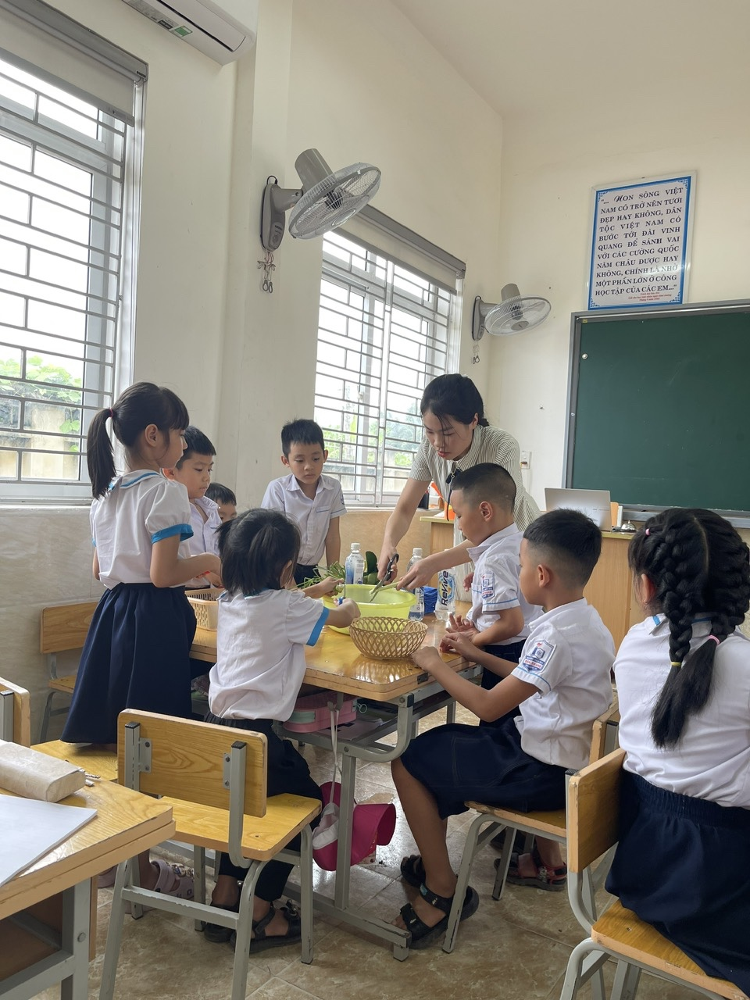 "... NON SÔNG VIỆT
NAM CÓ TRỞ NÊN TƯƠI
ĐẸP HAY KHÔNG, DÂN
TỘC VIỆT NAM CÓ
BƯỚC TỚI ĐÀI VINH
QUANG ĐỂ SÁNH VAI
VỚI CÁC CƯỜNG QUỐC
NĂM CHÂU ĐƯỢC HAY
KHÔNG, CHÍNH LÀ NHỜ
MỘT PHẦN LỚN Ở CÔNG
HỌC TẬP CỦA CÁC EM..."
Revive